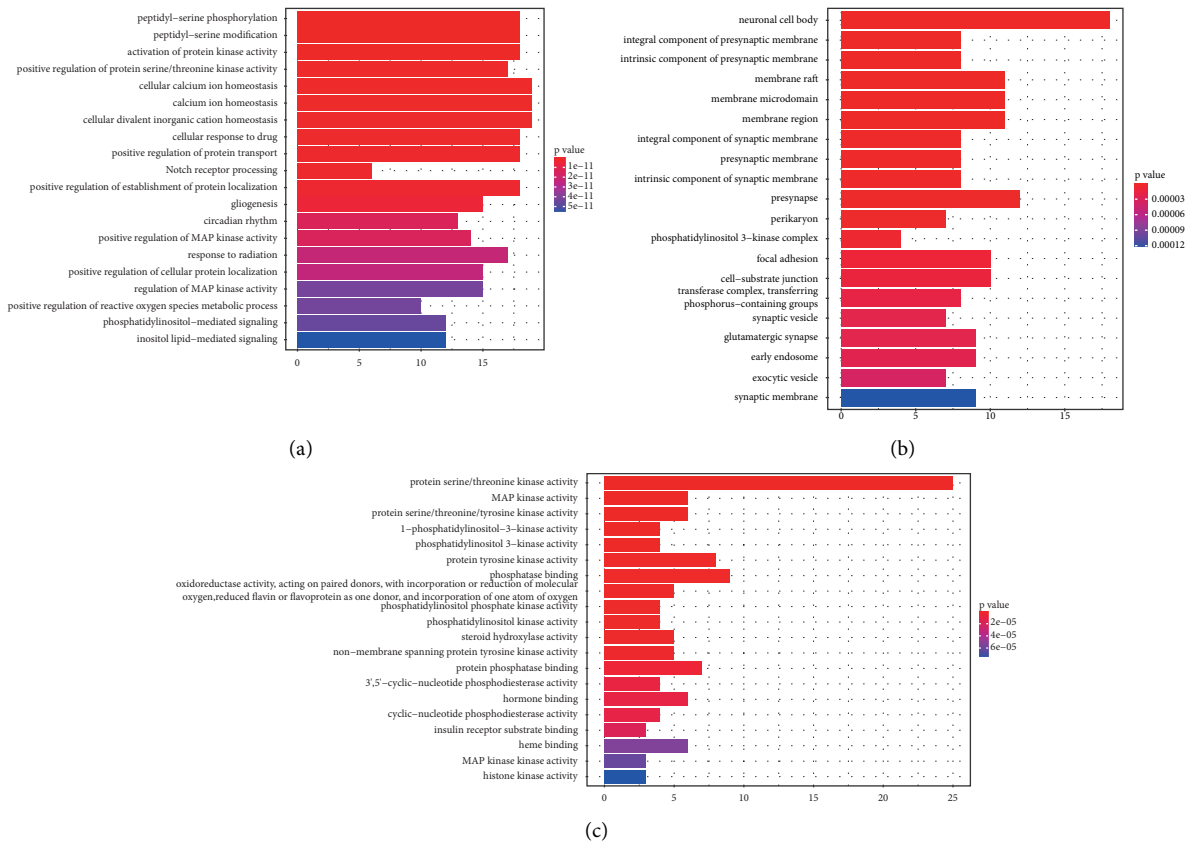 peptidyl−serine phosphorylation
peptidyl−serine modification
activation of protein kinase activity
positive regulation of protein serine/threonine kinase activity
cellular calcium ion homeostasis
calcium ion homeostasis
cellular divalent inorganic cation homeostasis
cellular response to drug
positive regulation of protein transport
Notch receptor processing
positive regulation of establishment of protein localization
gliogenesis
circadian rhythm
positive regulation of MAP kinase activity
response to radiation
positive regulation of cellular protein localization
regulation of MAP kinase activity
positive regulation of reactive oxygen species metabolic process
phosphatidylinositol−mediated signaling
inositol lipid−mediated signaling
0 5 10 15
p value
1e−11
2e−11
3e−11
4e−11
5e−11
(a)
neuronal cell body
integral component of presynaptic membrane
intrinsic component of presynaptic membrane
membrane raft
membrane microdomain
membrane region
integral component of synaptic membrane
presynaptic membrane
intrinsic component of synaptic membrane
presynapse
perikaryon
phosphatidylinositol 3−kinase complex
focal adhesion
cell−substrate junction
transferase complex, transferring
phosphorus−containing groups
synaptic vesicle
glutamatergic synapse
early endosome
exocytic vesicle
synaptic membrane
0 5 10 15
p value
0.00003
0.00006
0.00009
0.00012
(b)
protein serine/threonine kinase activity
MAP kinase activity
protein serine/threonine/tyrosine kinase activity
1−phosphatidylinositol−3−kinase activity
phosphatidylinositol 3−kinase activity
protein tyrosine kinase activity
phosphatase binding
oxidoreductase activity, acting on paired donors, with incorporation or reduction of molecular
oxygen,reduced flavin or flavoprotein as one donor, and incorporation of one atom of oxygen
phosphatidylinositol phosphate kinase activity
phosphatidylinositol kinase activity
steroid hydroxylase activity
non−membrane spanning protein tyrosine kinase activity
protein phosphatase binding
3',5'−cyclic−nucleotide phosphodiesterase activity
hormone binding
cyclic−nucleotide phosphodiesterase activity
insulin receptor substrate binding
heme binding
MAP kinase kinase activity
histone kinase activity
0 5 10 15 20 25
p value
2e−05
4e−05
6e−05
(c)